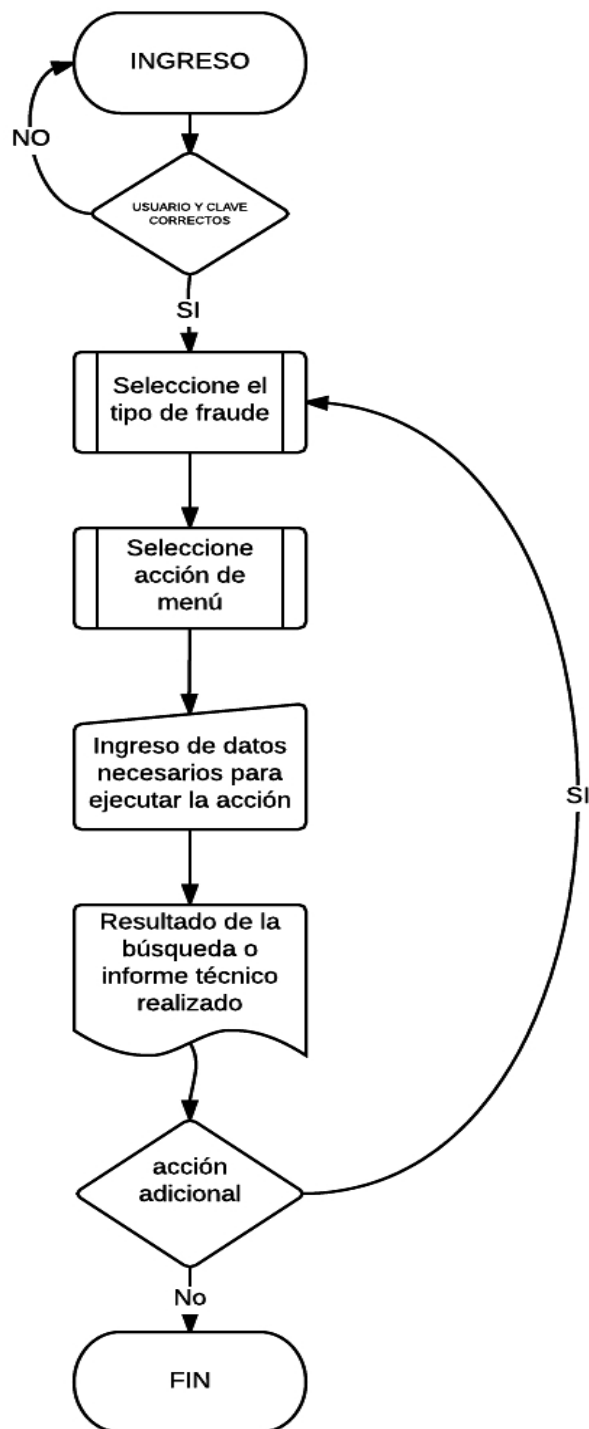 INGRESO
NO
USUARIO Y CLAVE
CORRECTOS
SI
Seleccione el
tipo de fraude
Seleccione
acción de
menú
Ingreso de datos
necesarios para
ejecutar la acción
SI
Resultado de la
búsqueda o
informe técnico
realizado
acción
adicional
No
FIN